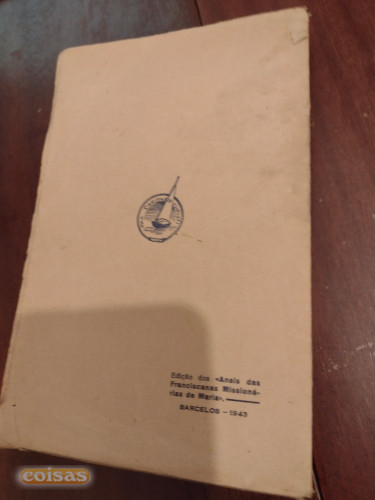 Edição dos «Anais das
Franciscanas Missioná-
rias de Maria».
BARCELOS - 1943
coisas